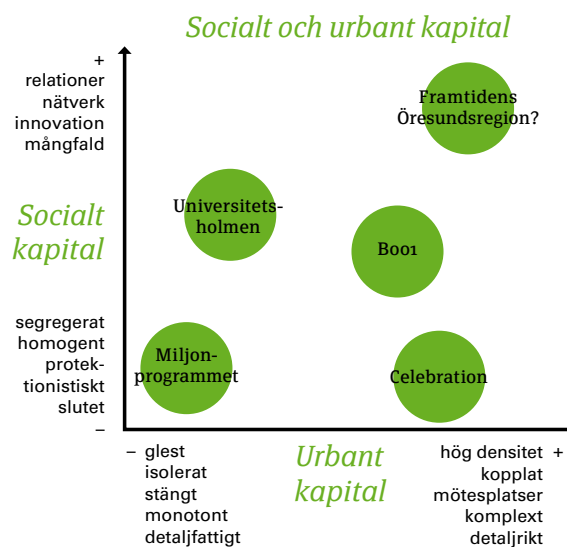 Socialt och urbant kapital
+
relationer
nätverk
innovation
mångfald
Framtidens
Öresundsregion?
Universitets-
holmen
Socialt
kapital
Boo1
segregerat
homogent
protek-
tionistiskt
slutet
–
Miljon-
programmet
Celebration
– glest
isolerat
stängt
monotont
detaljfattigt
Urbant
kapital
hög densitet +
kopplat
mötesplatser
komplext
detaljrikt